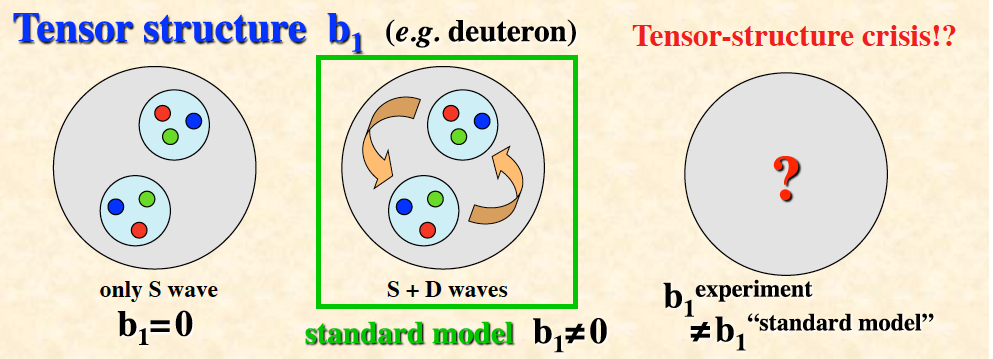 Tensor structure b1 (e.g. deuteron)
Tensor-structure crisis!?
only S wave
b1=0
S + D waves
standard model b1≠0
?
b1experiment
≠b1“standard model”